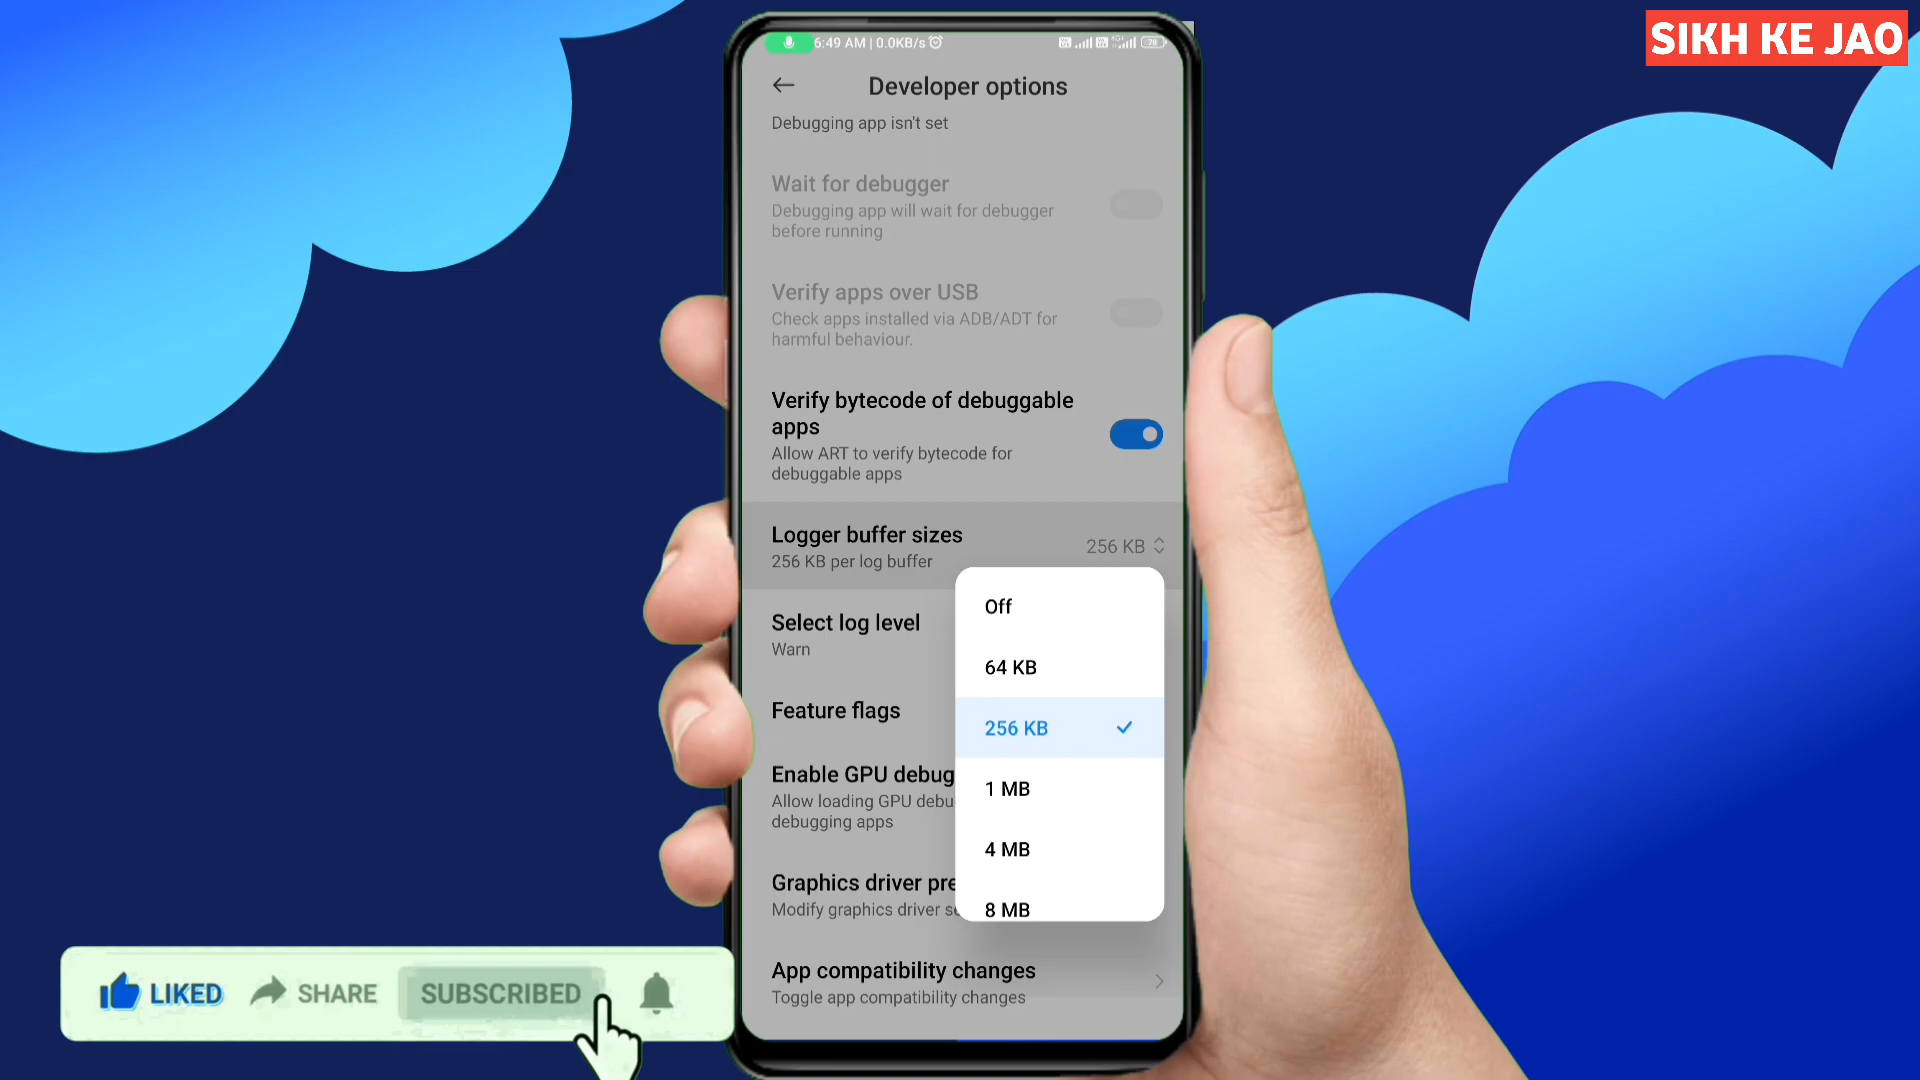 SIKH KE JAO
6:49 AM | 0.0KB/s
78
Developer options
Debugging app isn't set
Wait for debugger
Debugging app will wait for debugger
before running
Verify apps over USB
Check apps installed via ADB/ADT for
harmful behaviour.
Verify bytecode of debuggable
apps
Allow ART to verify bytecode for
debuggable apps
Logger buffer sizes
256 KB per log buffer
256 KB
Off
64 KB
256 KB
1 MB
4 MB
8 MB
Select log level
Warn
Feature flags
Enable GPU debug
Allow loading GPU debu
debugging apps
Graphics driver pre
Modify graphics driver se
App compatibility changes
Toggle app compatibility changes
LIKED
SHARE
SUBSCRIBED